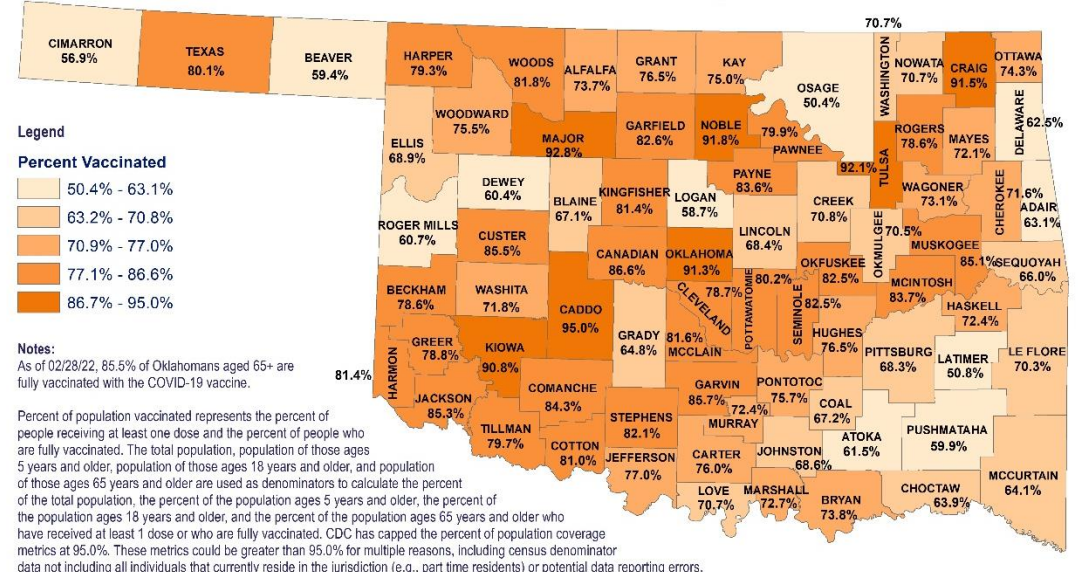 70.7%
CIMARRON
56.9%
TEXAS
80.1%
BEAVER
59.4%
HARPER
79.3%
WOODS
81.8%
ALFALFA
73.7%
GRANT
76.5%
KAY
75.0%
OSAGE
50.4%
WASHINGTON
NOWATA
70.7%
CRAIG
91.5%
OTTAWA
74.3%
DELAWARE
62.5%
WOODWARD
75.5%
ELLIS
68.9%
MAJOR
92.8%
GARFIELD
82.6%
NOBLE
91.8%
79.9%
PAWNEE
92.1%
TULSA
ROGERS
78.6%
MAYES
72.1%
PAYNE
83.6%
DEWEY
60.4%
BLAINE
67.1%
KINGFISHER
81.4%
LOGAN
58.7%
CREEK
70.8%
WAGONER
73.1%
CHEROKEE
71.6%
ADAIR
63.1%
ROGER MILLS
60.7%
CUSTER
85.5%
CANADIAN
86.6%
OKLAHOMA
91.3%
LINCOLN
68.4%
OKMULGEE
70.5%
MUSKOGEE
85.1%
SEQUOYAH
66.0%
OKFUSKEE
82.5%
MCINTOSH
83.7%
HASKELL
72.4%
BECKHAM
78.6%
WASHITA
71.8%
CADDO
95.0%
GRADY
64.8%
78.7%
CLEVELAND
80.2%
POTTAWATOMIE
SEMINOLE
82.5%
HUGHES
76.5%
PITTSBURG
68.3%
LATIMER
50.8%
LE FLORE
70.3%
GREER
78.8%
KIOWA
90.8%
81.6%
MCCLAIN
81.4%
HARMON
JACKSON
85.3%
COMANCHE
84.3%
GARVIN
85.7%
PONTOTOC
75.7%
COAL
67.2%
TILLMAN
79.7%
COTTON
81.0%
STEPHENS
82.1%
72.4%
MURRAY
JEFFERSON
77.0%
CARTER
76.0%
JOHNSTON
68.6%
ATOKA
61.5%
PUSHMATAHA
59.9%
MCCURTAIN
64.1%
LOVE
70.7%
MARSHALL
72.7%
BRYAN
73.8%
CHOCTAW
63.9%
Legend
Percent Vaccinated
50.4% - 63.1%
63.2% - 70.8%
70.9% - 77.0%
77.1% - 86.6%
86.7% - 95.0%
Notes:
As of 02/28/22, 85.5% of Oklahomans aged 65+ are
fully vaccinated with the COVID-19 vaccine.
Percent of population vaccinated represents the percent of
people receiving at least one dose and the percent of people who
are fully vaccinated. The total population, population of those ages
5 years and older, population of those ages 18 years and older, and population
of those ages 65 years and older are used as denominators to calculate the percent
of the total population, the percent of the population ages 5 years and older, the percent of
the population ages 18 years and older, and the percent of the population ages 65 years and older who
have received at least 1 dose or who are fully vaccinated. CDC has capped the percent of population coverage
metrics at 95.0%. These metrics could be greater than 95.0% for multiple reasons, including census denominator
data not including all individuals that currently reside in the jurisdiction (e.g., part time residents) or potential data reporting errors.